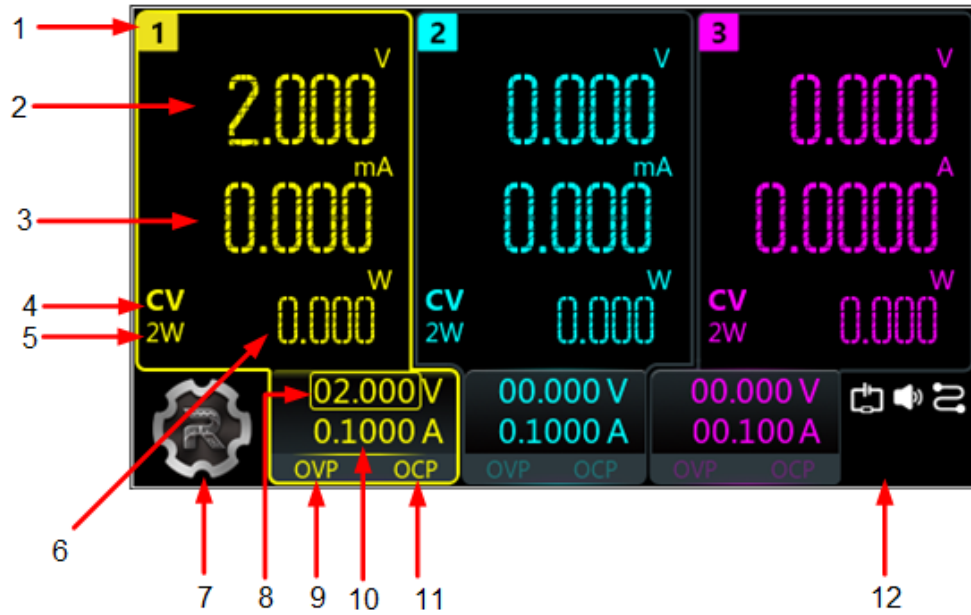 1 1 2 3
V V V
2 2.000 0.000 0.000
mA mA A
3 0.000 0.000 0.0000
W W W
4 CV CV CV
5 2W 0.000 2W 0.000 2W 0.000
02.000 V 00.000 V 00.000 V
0.1000 A 0.1000 A 00.100 A
R
OVP OCP OVP OCP OVP OCP
6 7 8 9 10 11 12